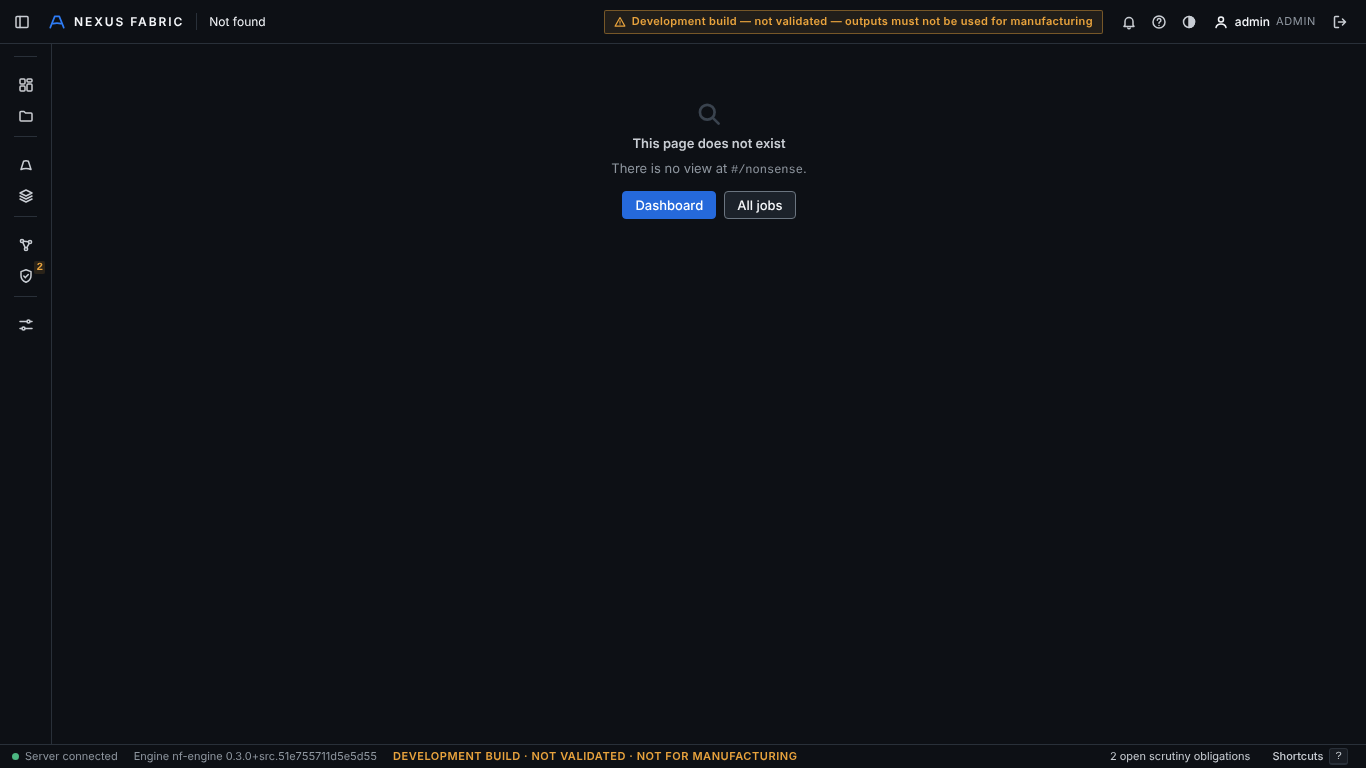 NEXUS FABRIC
Not found
Development build — not validated — outputs must not be used for manufacturing
admin ADMIN
This page does not exist
There is no view at #/nonsense.
Dashboard
All jobs
2
Server connected
Engine nf-engine 0.3.0+src.51e755711d5e5d55
DEVELOPMENT BUILD · NOT VALIDATED · NOT FOR MANUFACTURING
2 open scrutiny obligations
Shortcuts ?